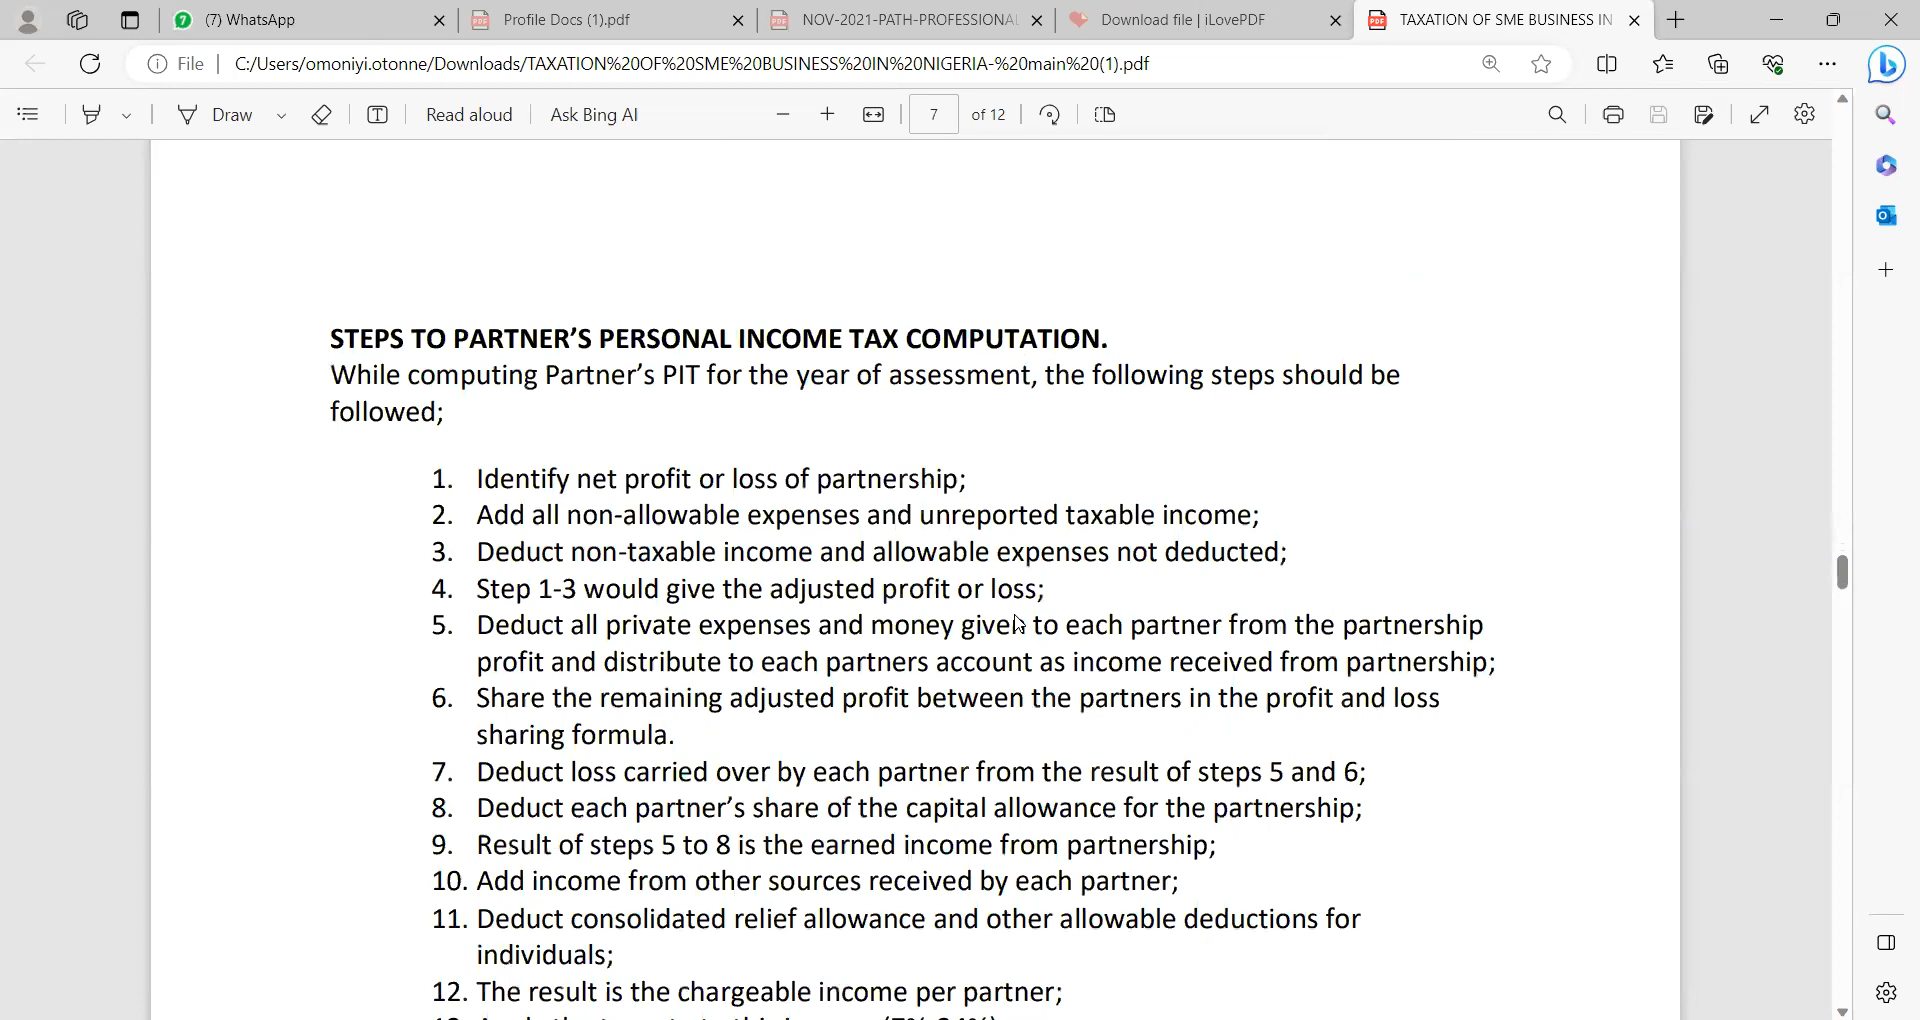 (7) WhatsApp
Profile Docs (1).pdf
NOV-2021-PATH-PROFESSIONAL
Download file | iLovePDF
TAXATION OF SME BUSINESS IN
File
C:/Users/omoniyi.otonne/Downloads/TAXATION%20OF%20SME%20BUSINESS%20IN%20NIGERIA-%20main%20(1).pdf
Draw
Read aloud
Ask Bing AI
7 of 12
STEPS TO PARTNER’S PERSONAL INCOME TAX COMPUTATION.
While computing Partner’s PIT for the year of assessment, the following steps should be
followed;
1. Identify net profit or loss of partnership;
2. Add all non-allowable expenses and unreported taxable income;
3. Deduct non-taxable income and allowable expenses not deducted;
4. Step 1-3 would give the adjusted profit or loss;
5. Deduct all private expenses and money given to each partner from the partnership
profit and distribute to each partners account as income received from partnership;
6. Share the remaining adjusted profit between the partners in the profit and loss
sharing formula.
7. Deduct loss carried over by each partner from the result of steps 5 and 6;
8. Deduct each partner’s share of the capital allowance for the partnership;
9. Result of steps 5 to 8 is the earned income from partnership;
10. Add income from other sources received by each partner;
11. Deduct consolidated relief allowance and other allowable deductions for
individuals;
12. The result is the chargeable income per partner;